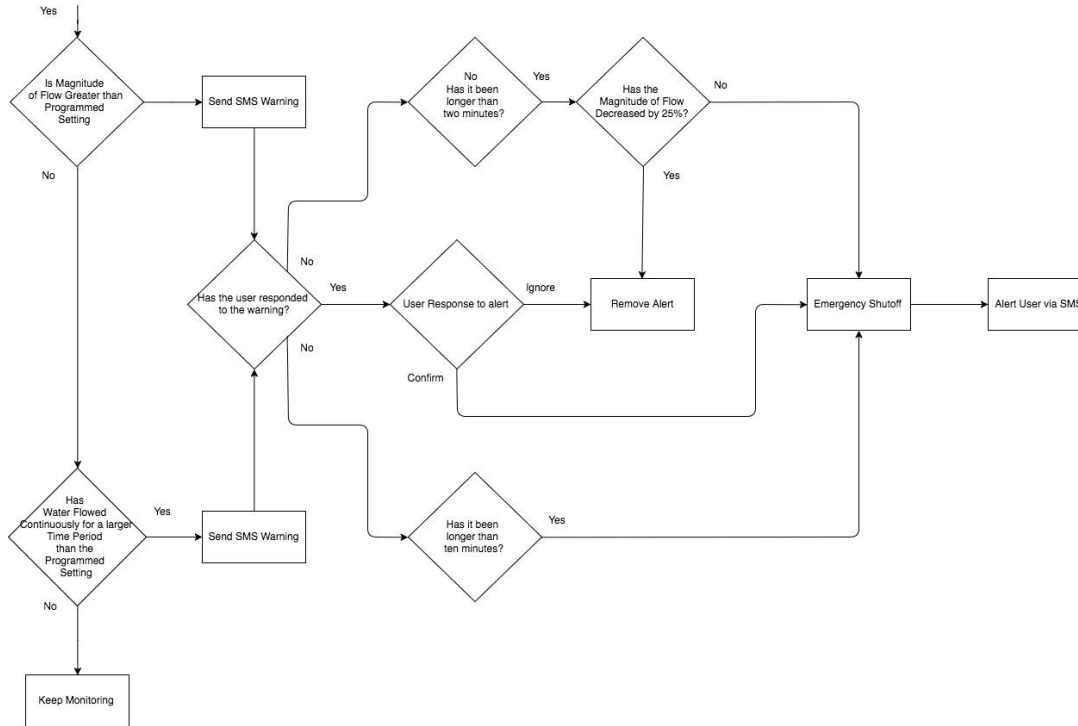 Yes
Is Magnitude
of Flow Greater than
Programmed
Setting
Send SMS Warning
No
Has it been
longer than
two minutes?
Yes
Has the
Magnitude of Flow
Decreased by 25%?
No
No
Yes
No
Has the user responded
to the warning?
Yes
User Response to alert
Ignore
Remove Alert
Emergency Shutoff
Alert User via SMS
No
Confirm
Has
Water Flowed
Continuously for a larger
Time Period
than the
Programmed
Setting
Yes
Send SMS Warning
Has it been
longer than
ten minutes?
Yes
No
Keep Monitoring